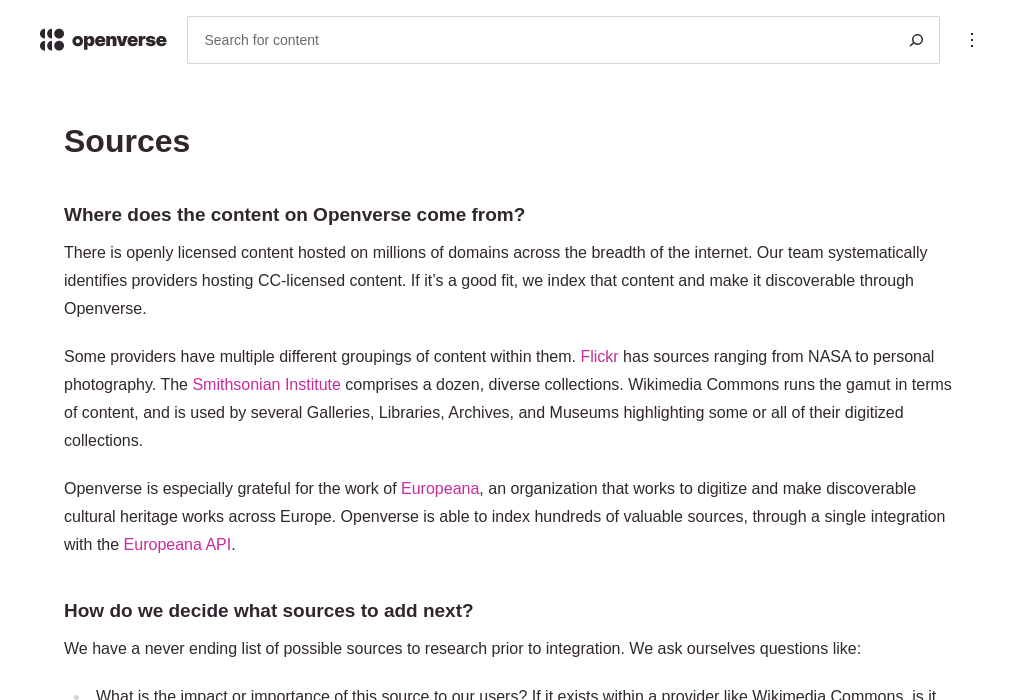 openverse
Search for content
Sources
Where does the content on Openverse come from?
There is openly licensed content hosted on millions of domains across the breadth of the internet. Our team systematically
identifies providers hosting CC-licensed content. If it’s a good fit, we index that content and make it discoverable through
Openverse.
Some providers have multiple different groupings of content within them. Flickr has sources ranging from NASA to personal
photography. The Smithsonian Institute comprises a dozen, diverse collections. Wikimedia Commons runs the gamut in terms
of content, and is used by several Galleries, Libraries, Archives, and Museums highlighting some or all of their digitized
collections.
Openverse is especially grateful for the work of Europeana, an organization that works to digitize and make discoverable
cultural heritage works across Europe. Openverse is able to index hundreds of valuable sources, through a single integration
with the Europeana API.
How do we decide what sources to add next?
We have a never ending list of possible sources to research prior to integration. We ask ourselves questions like:
What is the impact or importance of this source to our users? If it exists within a provider like Wikimedia Commons, is it